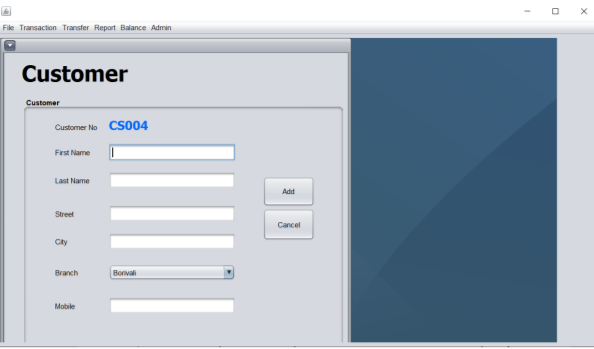 File Transaction Transfer Report Balance Admin
Customer
Customer
Customer No CS004
First Name
Last Name
Add
Street
Cancel
City
Branch Borivali
Mobile